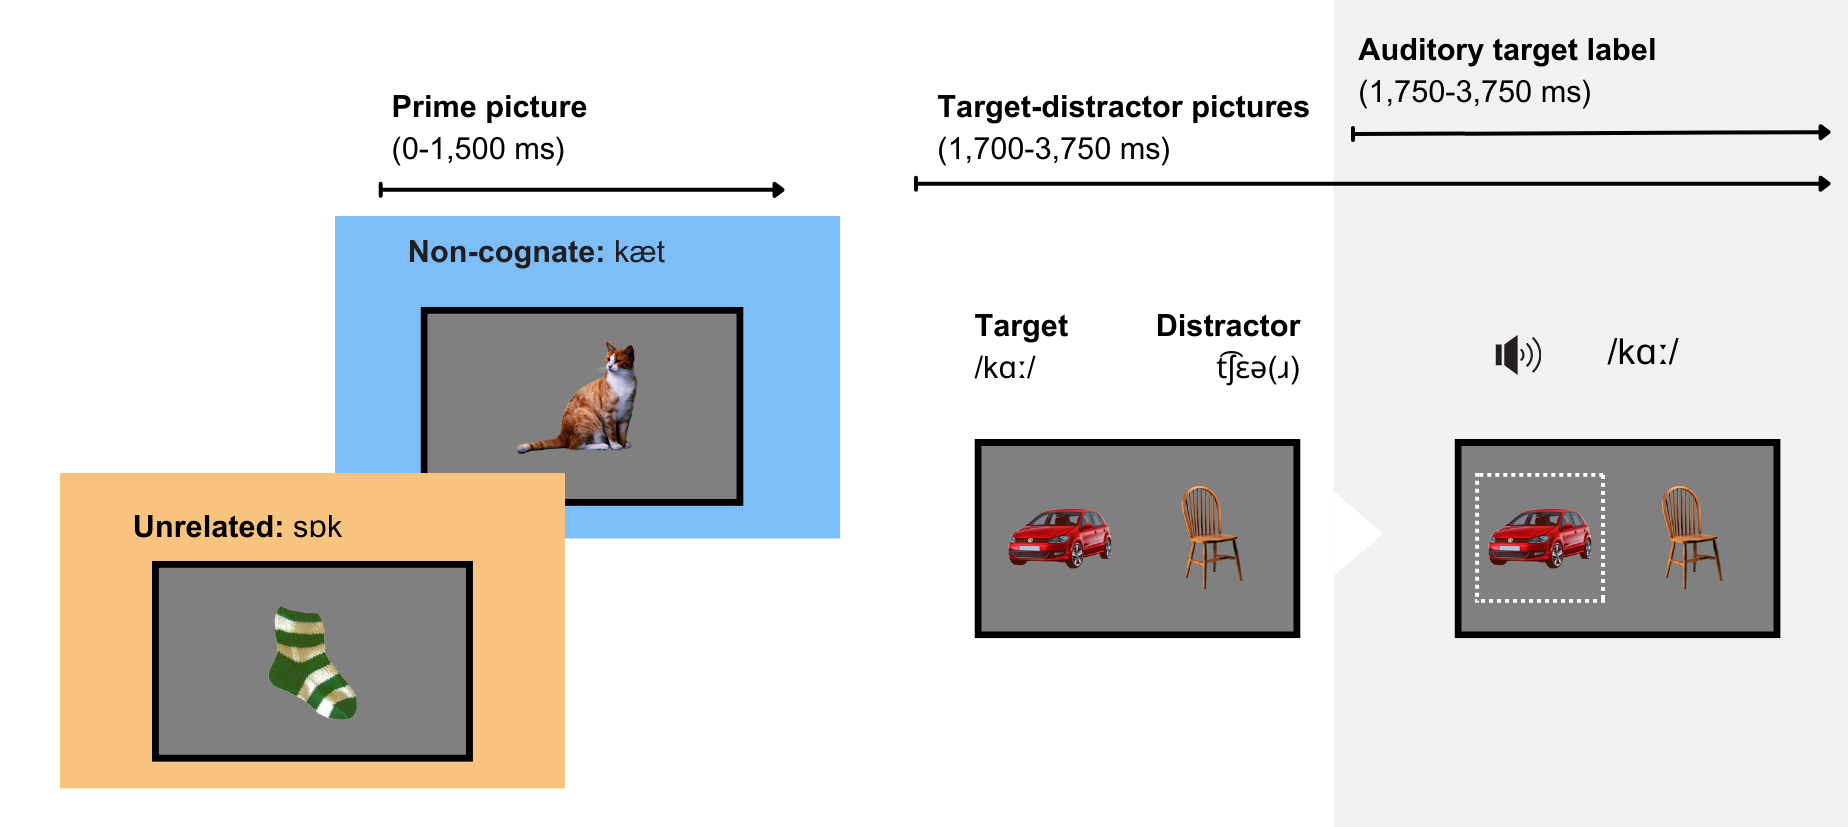 Auditory target label
(1,750-3,750 ms)
Prime picture
(0-1,500 ms)
Target-distractor pictures
(1,700-3,750 ms)
Non-cognate: kæt
Unrelated: sɒk
Target
/kɑː/
Distractor
t͡ʃɛə(ɹ)
/kɑː/